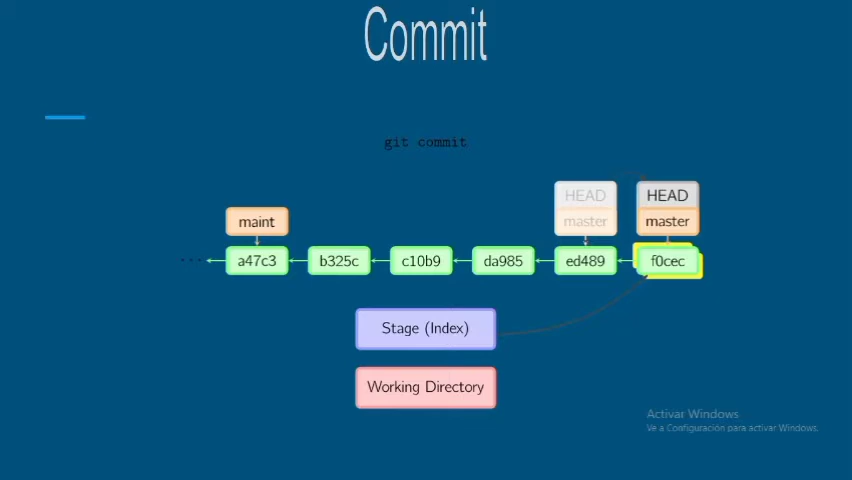 Commit
git commit
HEAD
HEAD
maint
master
master
...
a47c3
b325c
c10b9
da985
ed489
f0cec
Stage (Index)
Working Directory
Activar Windows
Ve a Configuración para activar Windows.